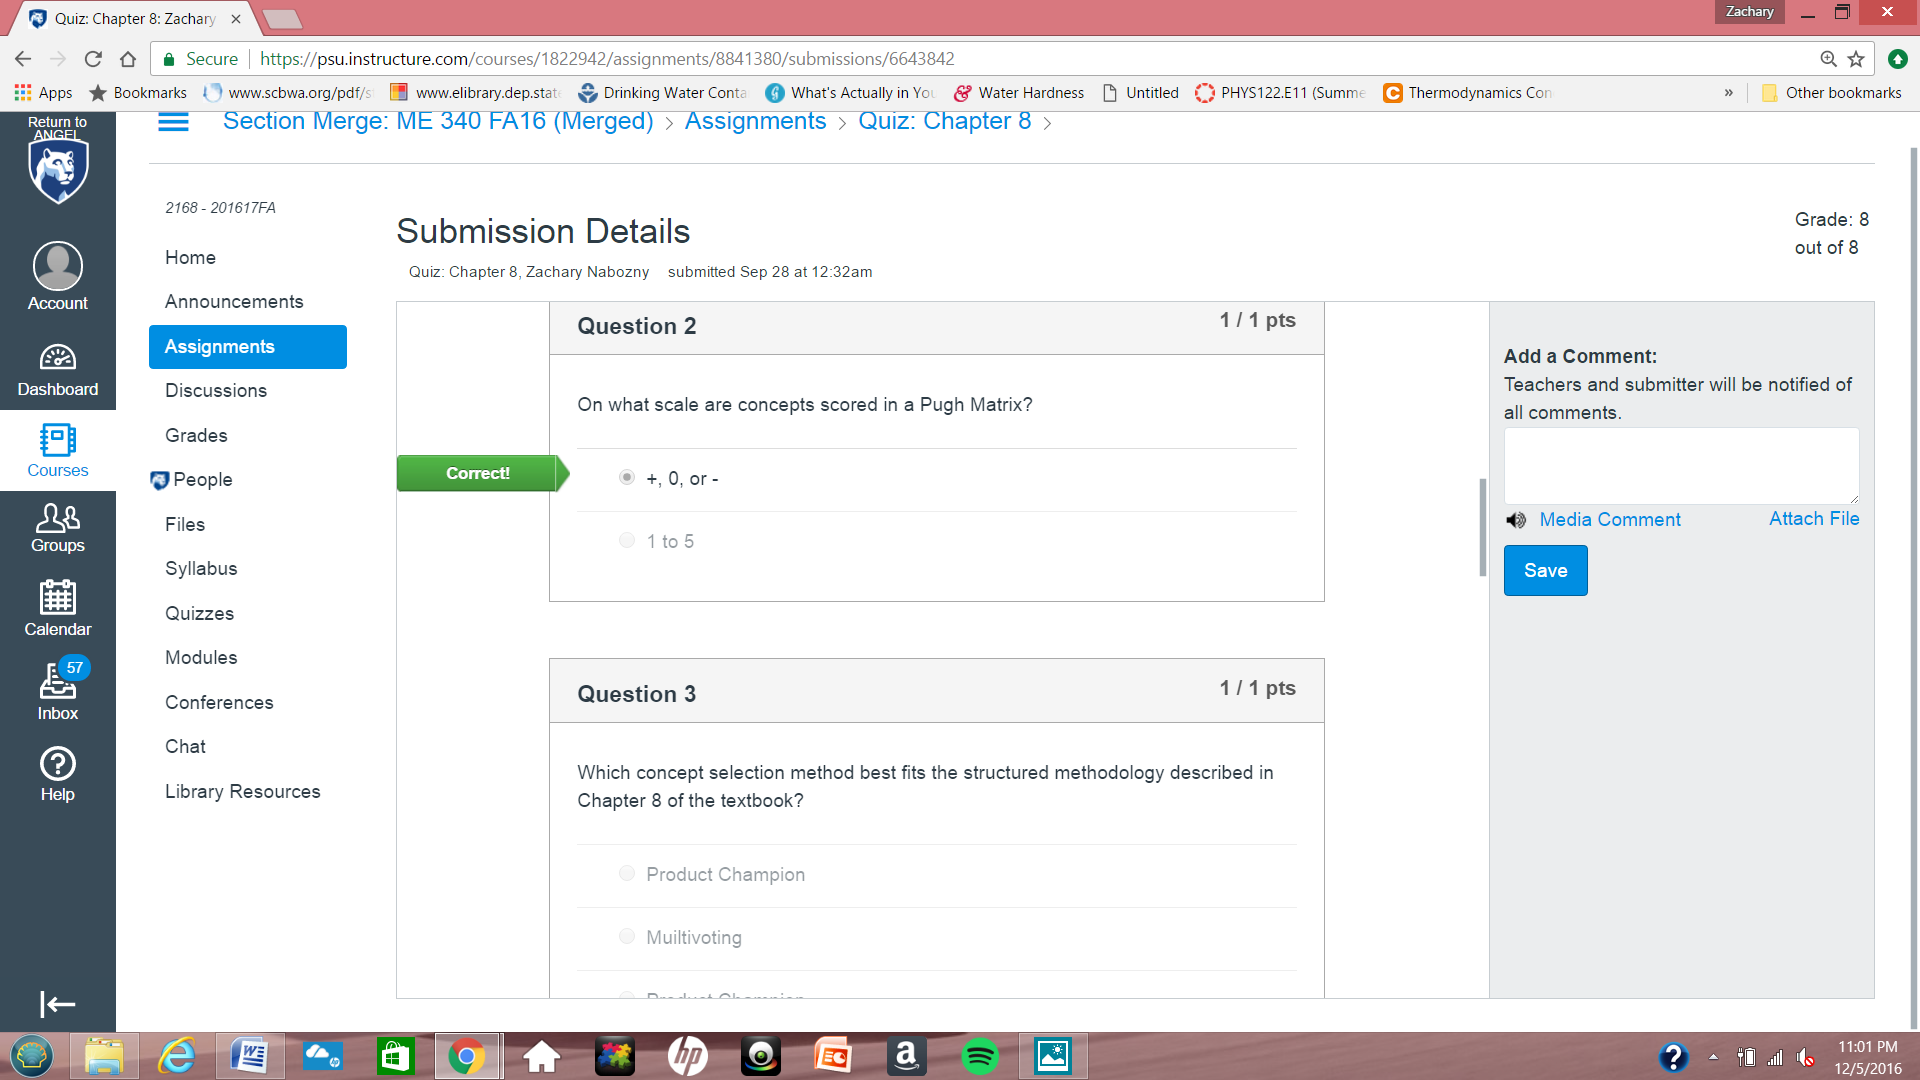 Quiz: Chapter 8: Zachary
Zachary
Secure https://psu.instructure.com/courses/1822942/assignments/8841380/submissions/6643842
Apps Bookmarks www.scbwa.org/pdf/s www.elibrary.dep.state Drinking Water Conta What's Actually in You Water Hardness Untitled PHYS122.E11 (Summe Thermodynamics Con » Other bookmarks
Return to
ANGEL
Section Merge: ME 340 FA16 (Merged) > Assignments > Quiz: Chapter 8 >
2168 - 201617FA
Home
Announcements
Assignments
Discussions
Grades
People
Files
Syllabus
Quizzes
Modules
Conferences
Chat
Library Resources
Account
Dashboard
Courses
Groups
Calendar
57
Inbox
Help
Submission Details
Grade: 8
out of 8
Quiz: Chapter 8, Zachary Nabozny submitted Sep 28 at 12:32am
Question 2 1 / 1 pts
On what scale are concepts scored in a Pugh Matrix?
Correct!
+, 0, or -
1 to 5
Question 3 1 / 1 pts
Which concept selection method best fits the structured methodology described in
Chapter 8 of the textbook?
Product Champion
Muiltivoting
Product Champion
Add a Comment:
Teachers and submitter will be notified of
all comments.
Media Comment Attach File
Save
11:01 PM
12/5/2016